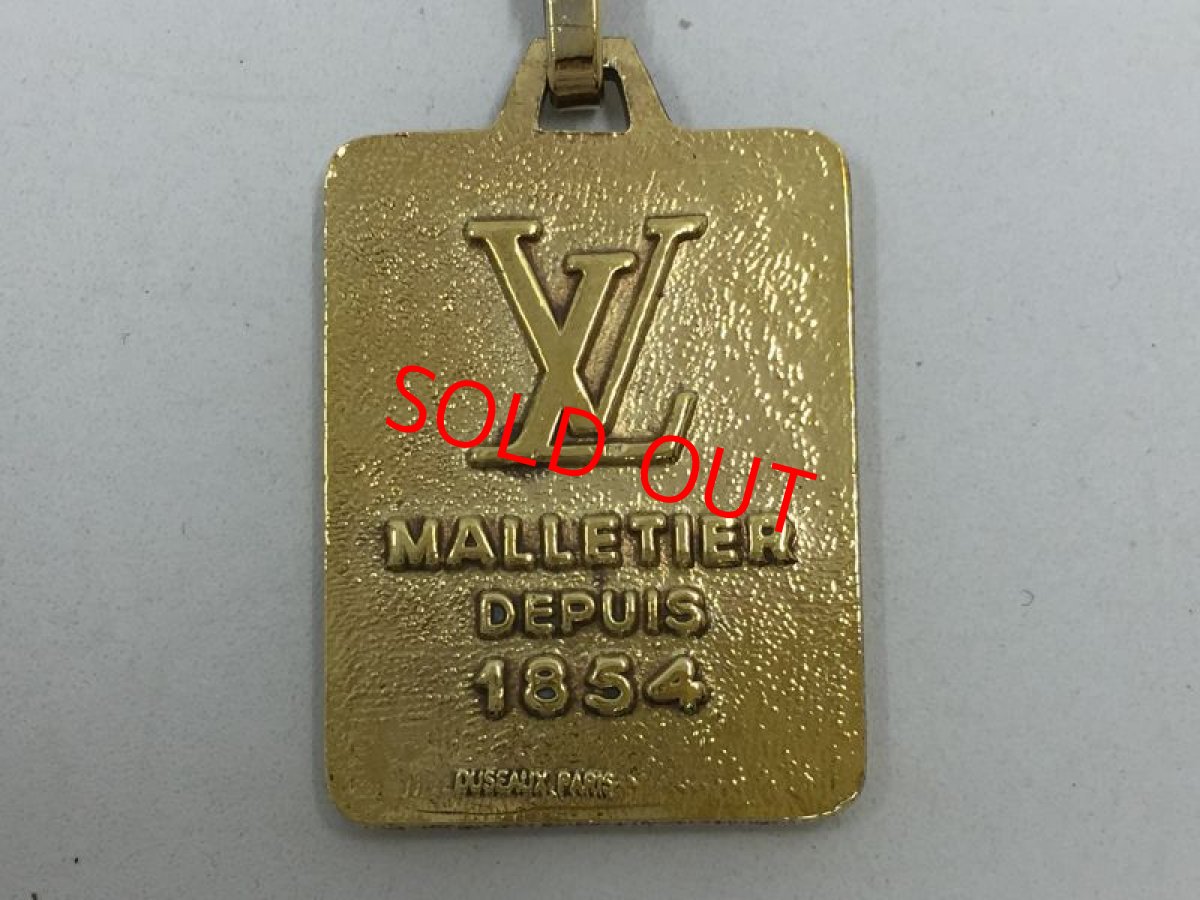 LV
SOLD OUT
MALLETIER
DEPUIS
1854
DUSEAUX.PARIS